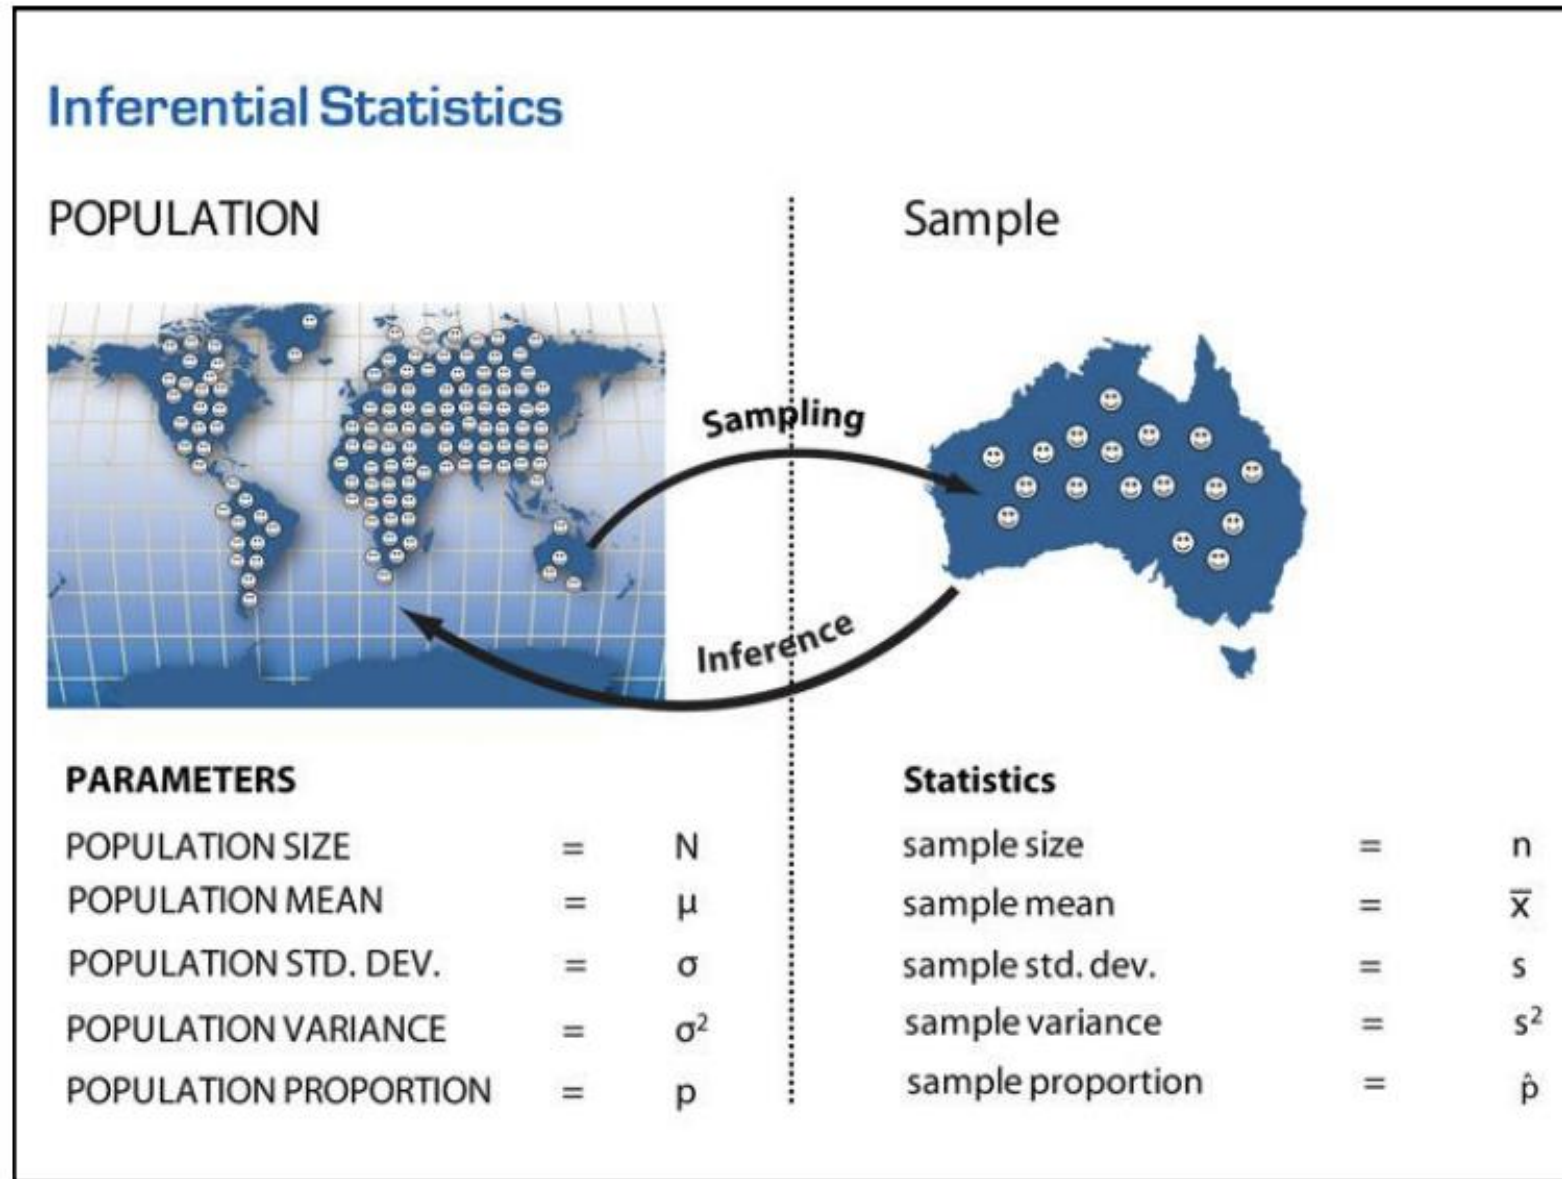 Inferential Statistics
POPULATION
Sample
Sampling
Inference
PARAMETERS
POPULATION SIZE = N
POPULATION MEAN = μ
POPULATION STD. DEV. = σ
POPULATION VARIANCE = σ²
POPULATION PROPORTION = p
Statistics
sample size = n
sample mean = x̅
sample std. dev. = s
sample variance = s²
sample proportion = p̂